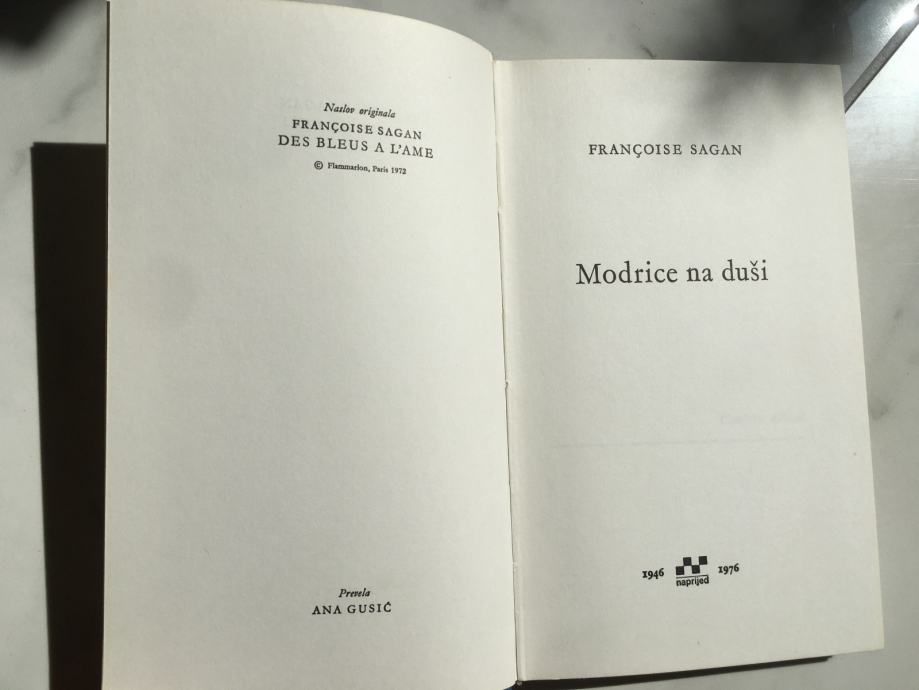 Naslov originala
FRANÇOISE SAGAN
DES BLEUS A L'AME
© Flammarion, Paris 1972
Prevela
ANA GUSIĆ
FRANÇOISE SAGAN
Modrice na duši
1946 naprijed 1976